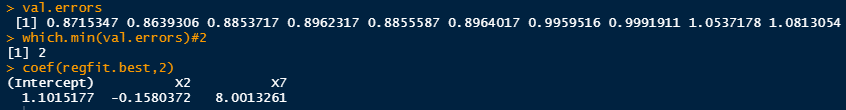 > val.errors
[1] 0.8715347 0.8639306 0.8853717 0.8962317 0.8855587 0.8964017 0.9959516 0.9991911 1.0537178 1.0813054
> which.min(val.errors)#2
[1] 2
> coef(regfit.best,2)
(Intercept) X2 X7
1.1015177 -0.1580372 8.0013261